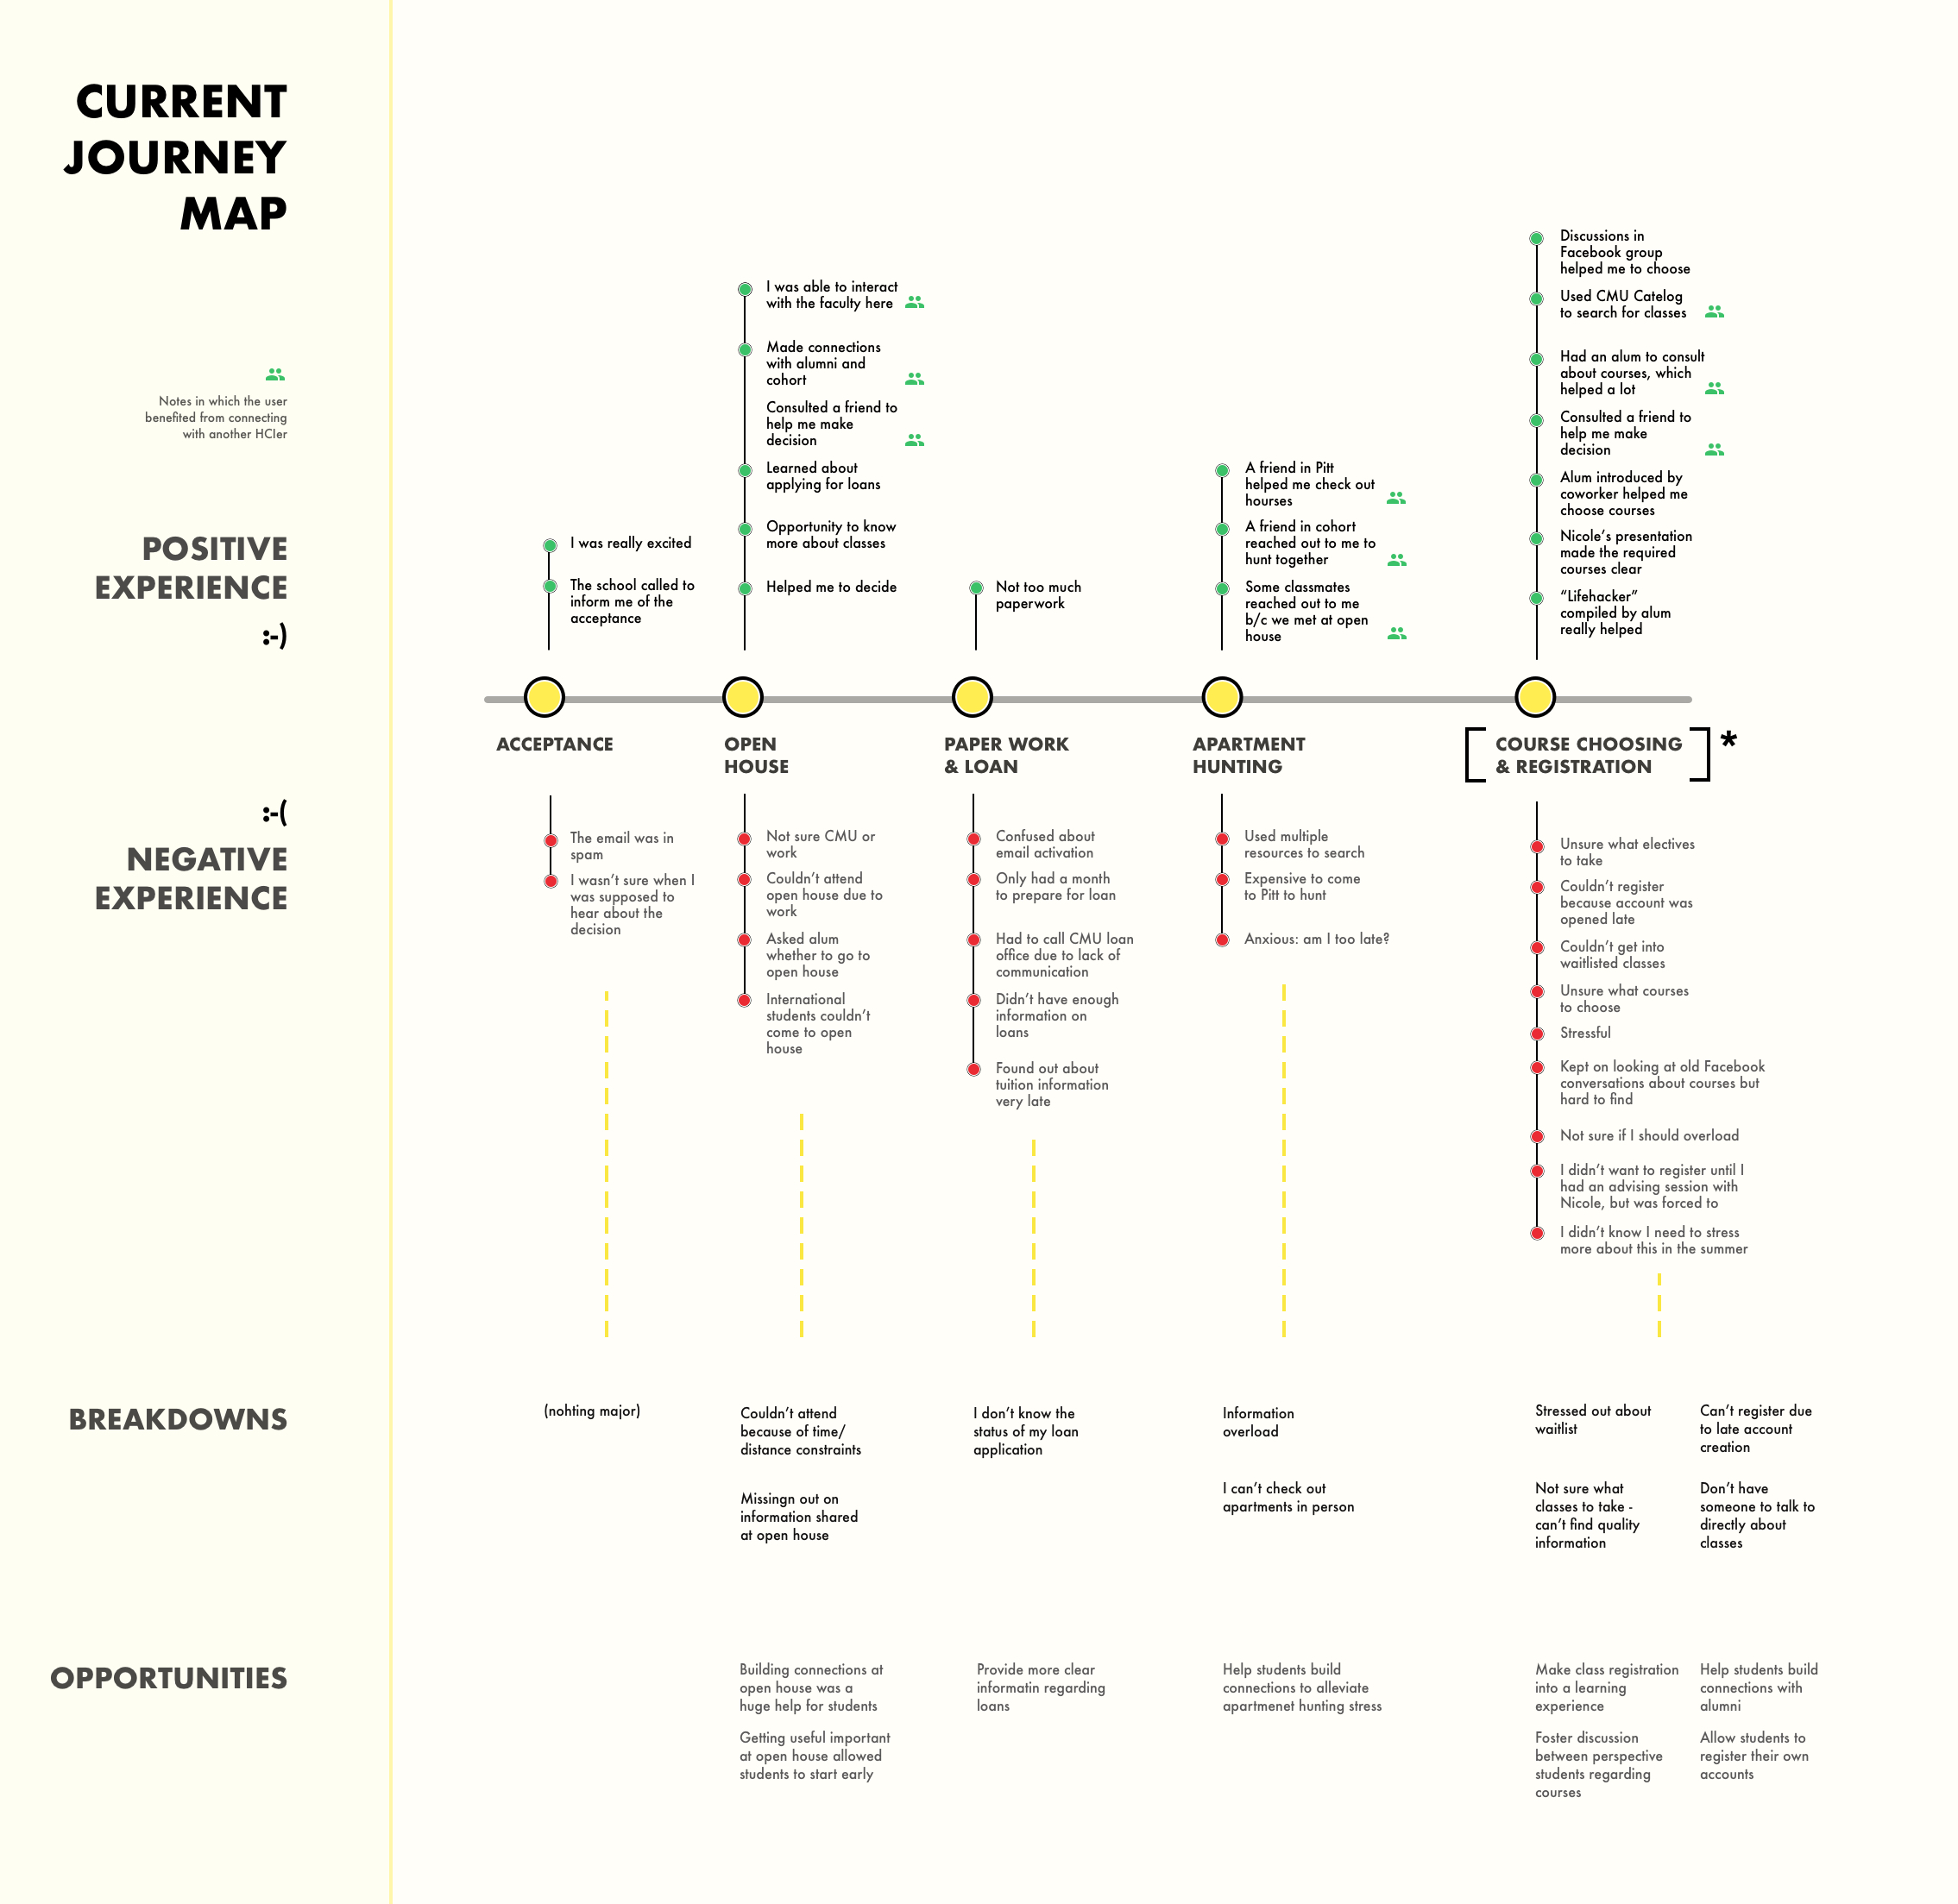 CURRENT
JOURNEY
MAP
Notes in which the user
benefited from connecting
with another HCIer
POSITIVE
EXPERIENCE
:-)
I was really excited
The school called to
inform me of the
acceptance
I was able to interact
with the faculty here
Made connections
with alumni and
cohort
Consulted a friend to
help me make
decision
Learned about
applying for loans
Opportunity to know
more about classes
Helped me to decide
Not too much
paperwork
A friend in Pitt
helped me check out
hourses
A friend in cohort
reached out to me to
hunt together
Some classmates
reached out to me
b/c we met at open
house
Discussions in
Facebook group
helped me to choose
Used CMU Catelog
to search for classes
Had an alum to consult
about courses, which
helped a lot
Consulted a friend to
help me make
decision
Alum introduced by
coworker helped me
choose courses
Nicole’s presentation
made the required
courses clear
“Lifehacker”
compiled by alum
really helped
ACCEPTANCE
OPEN
HOUSE
PAPER WORK
& LOAN
APARTMENT
HUNTING
[COURSE CHOOSING
& REGISTRATION] *
:-(
NEGATIVE
EXPERIENCE
The email was in
spam
I wasn’t sure when I
was supposed to
hear about the
decision
Not sure CMU or
work
Couldn’t attend
open house due to
work
Asked alum
whether to go to
open house
International
students couldn’t
come to open
house
Confused about
email activation
Only had a month
to prepare for loan
Had to call CMU loan
office due to lack of
communication
Didn’t have enough
information on
loans
Found out about
tuition information
very late
Used multiple
resources to search
Expensive to come
to Pitt to hunt
Anxious: am I too late?
Unsure what electives
to take
Couldn’t register
because account was
opened late
Couldn’t get into
waitlisted classes
Unsure what courses
to choose
Stressful
Kept on looking at old Facebook
conversations about courses but
hard to find
Not sure if I should overload
I didn’t want to register until I
had an advising session with
Nicole, but was forced to
I didn’t know I need to stress
more about this in the summer
BREAKDOWNS
(nohting major)
Couldn’t attend
because of time/
distance constraints
Missingn out on
information shared
at open house
I don’t know the
status of my loan
application
Information
overload
I can’t check out
apartments in person
Stressed out about
waitlist
Not sure what
classes to take -
can’t find quality
information
Can’t register due
to late account
creation
Don’t have
someone to talk to
directly about
classes
OPPORTUNITIES
Building connections at
open house was a
huge help for students
Getting useful important
at open house allowed
students to start early
Provide more clear
informatin regarding
loans
Help students build
connections to alleviate
apartmenet hunting stress
Make class registration
into a learning
experience
Foster discussion
between perspective
students regarding
courses
Help students build
connections with
alumni
Allow students to
register their own
accounts